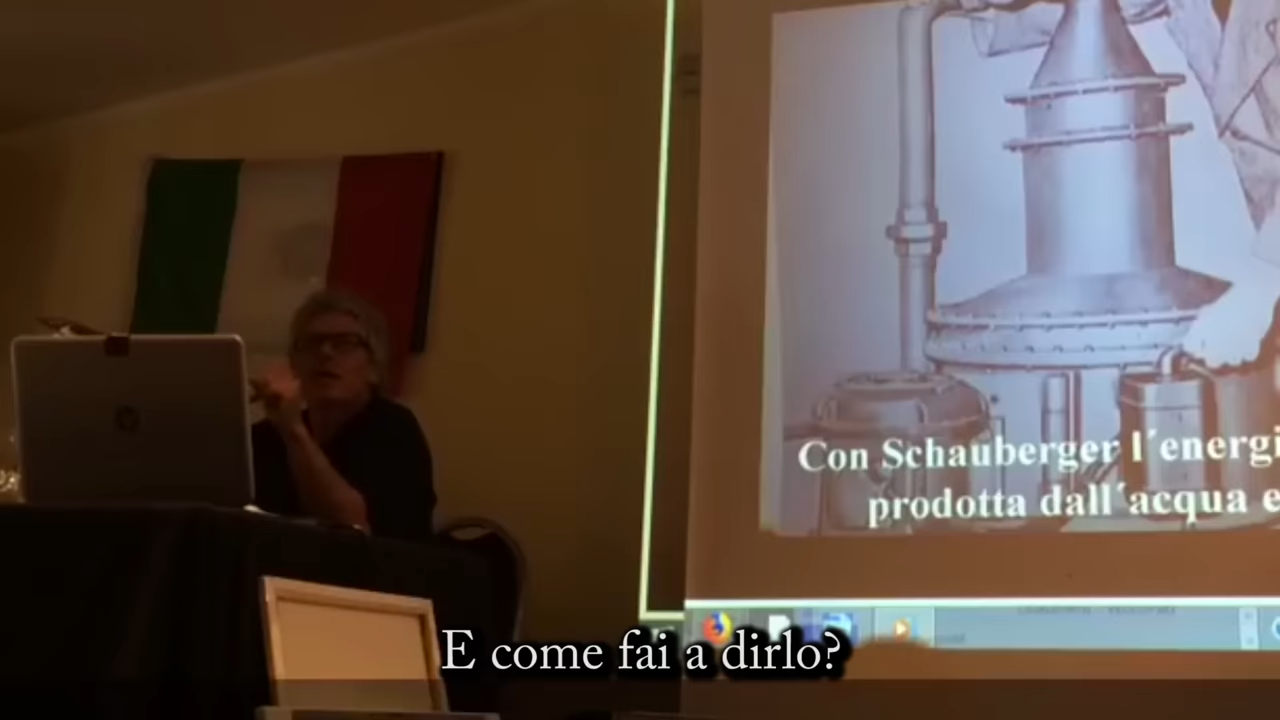 Con Schauberger l´energi
prodotta dall´acqua e
E come fai a dirlo?